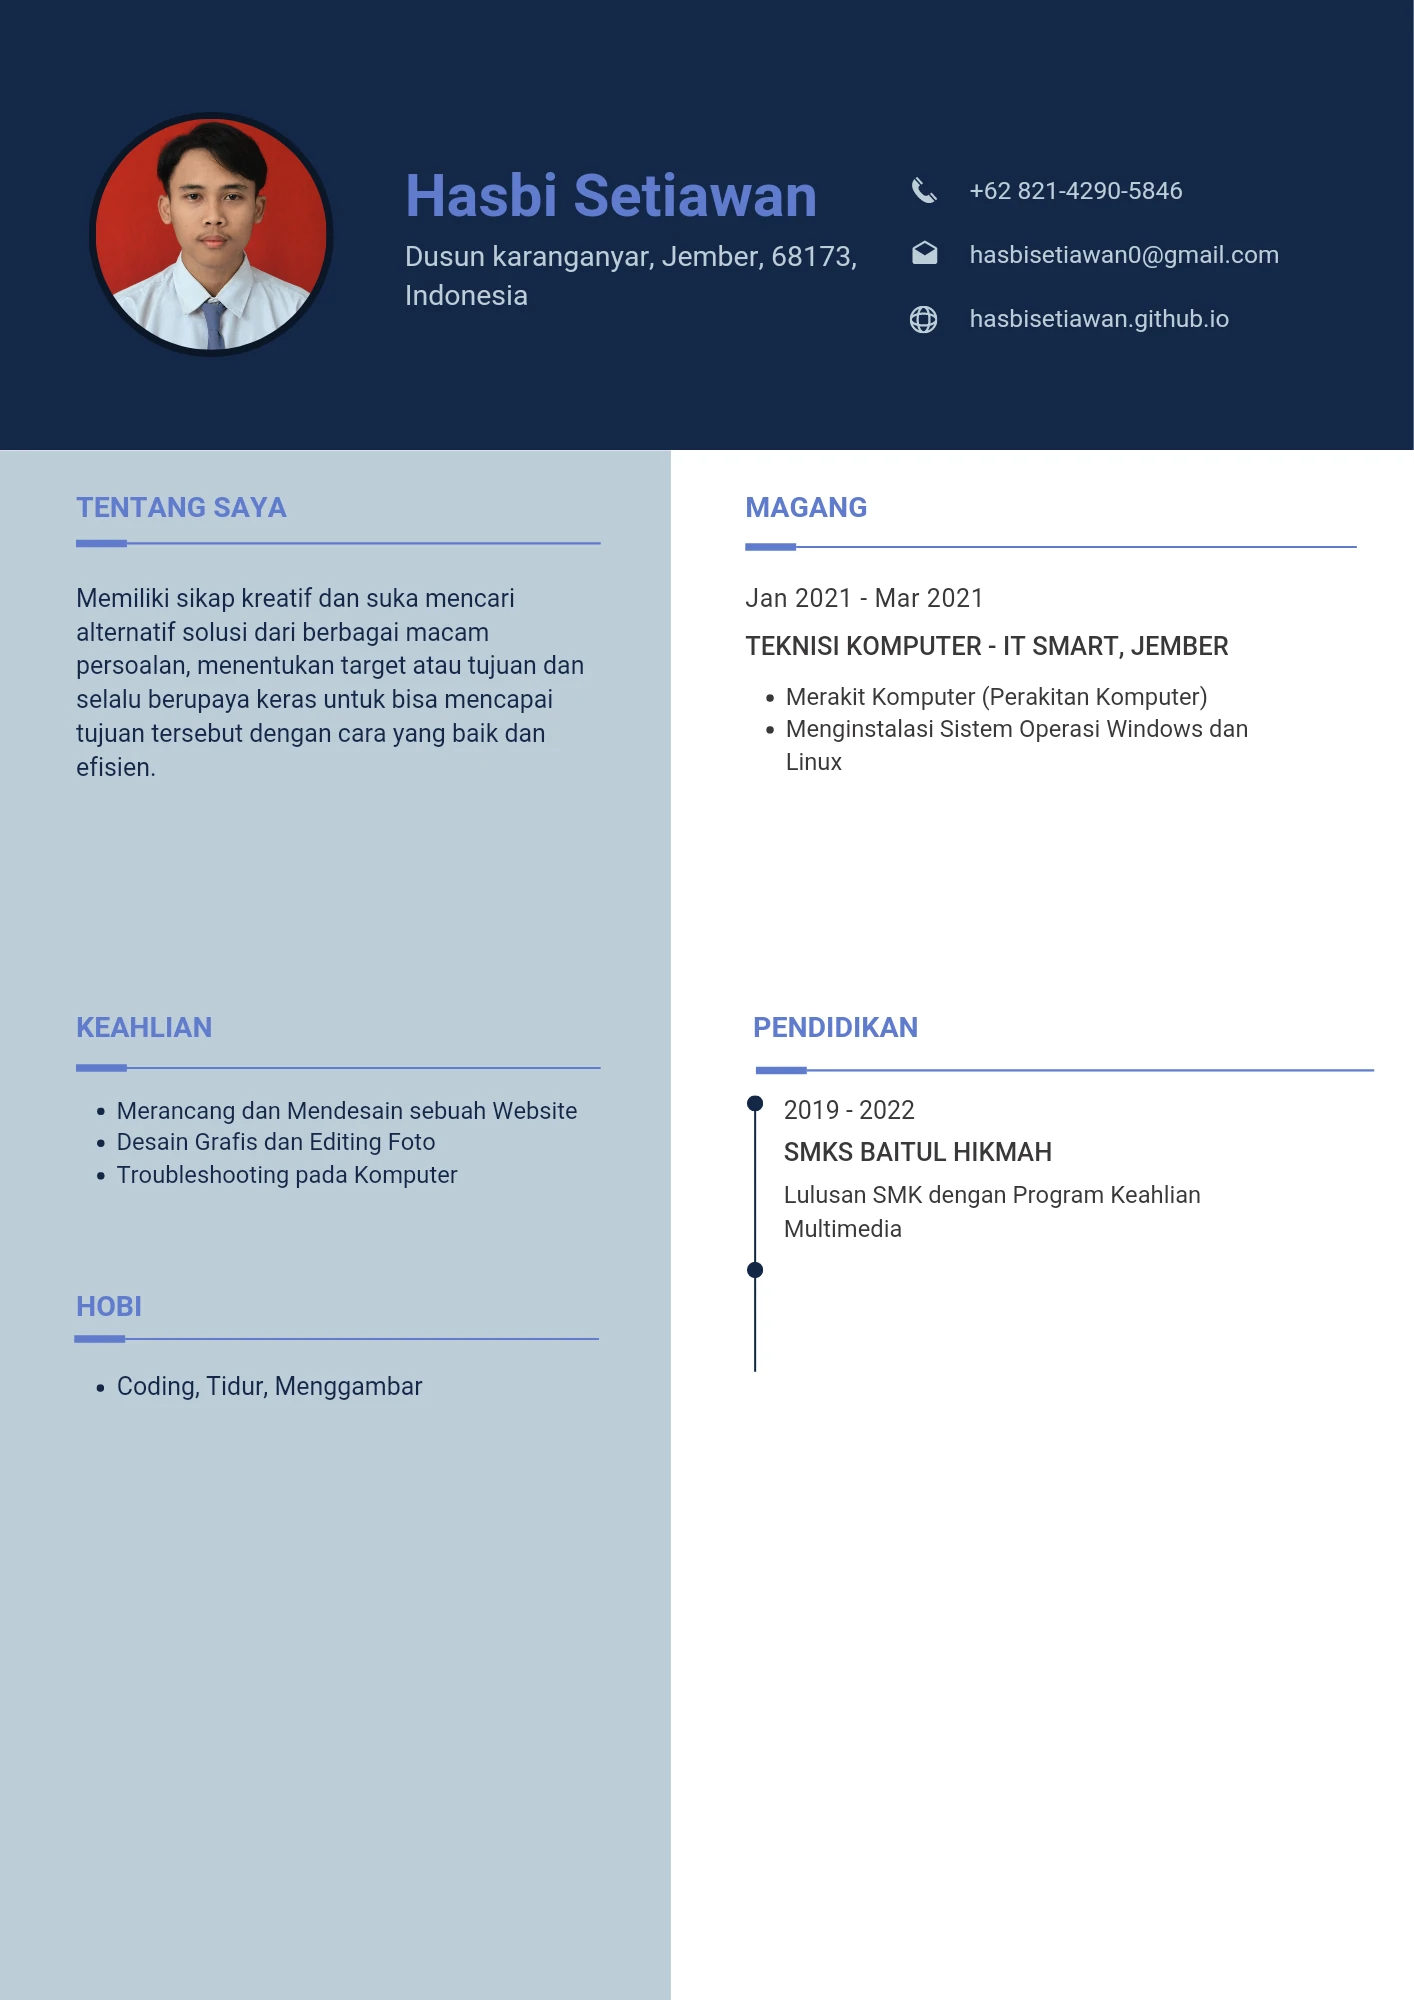 Hasbi Setiawan
Dusun karanganyar, Jember, 68173,
Indonesia
+62 821-4290-5846
hasbisetiawan0@gmail.com
hasbisetiawan.github.io
TENTANG SAYA
Memiliki sikap kreatif dan suka mencari
alternatif solusi dari berbagai macam
persoalan, menentukan target atau tujuan dan
selalu berupaya keras untuk bisa mencapai
tujuan tersebut dengan cara yang baik dan
efisien.
KEAHLIAN
• Merancang dan Mendesain sebuah Website
• Desain Grafis dan Editing Foto
• Troubleshooting pada Komputer
HOBI
• Coding, Tidur, Menggambar
MAGANG
Jan 2021 - Mar 2021
TEKNISI KOMPUTER - IT SMART, JEMBER
• Merakit Komputer (Perakitan Komputer)
• Menginstalasi Sistem Operasi Windows dan
Linux
PENDIDIKAN
2019 - 2022
SMKS BAITUL HIKMAH
Lulusan SMK dengan Program Keahlian
Multimedia